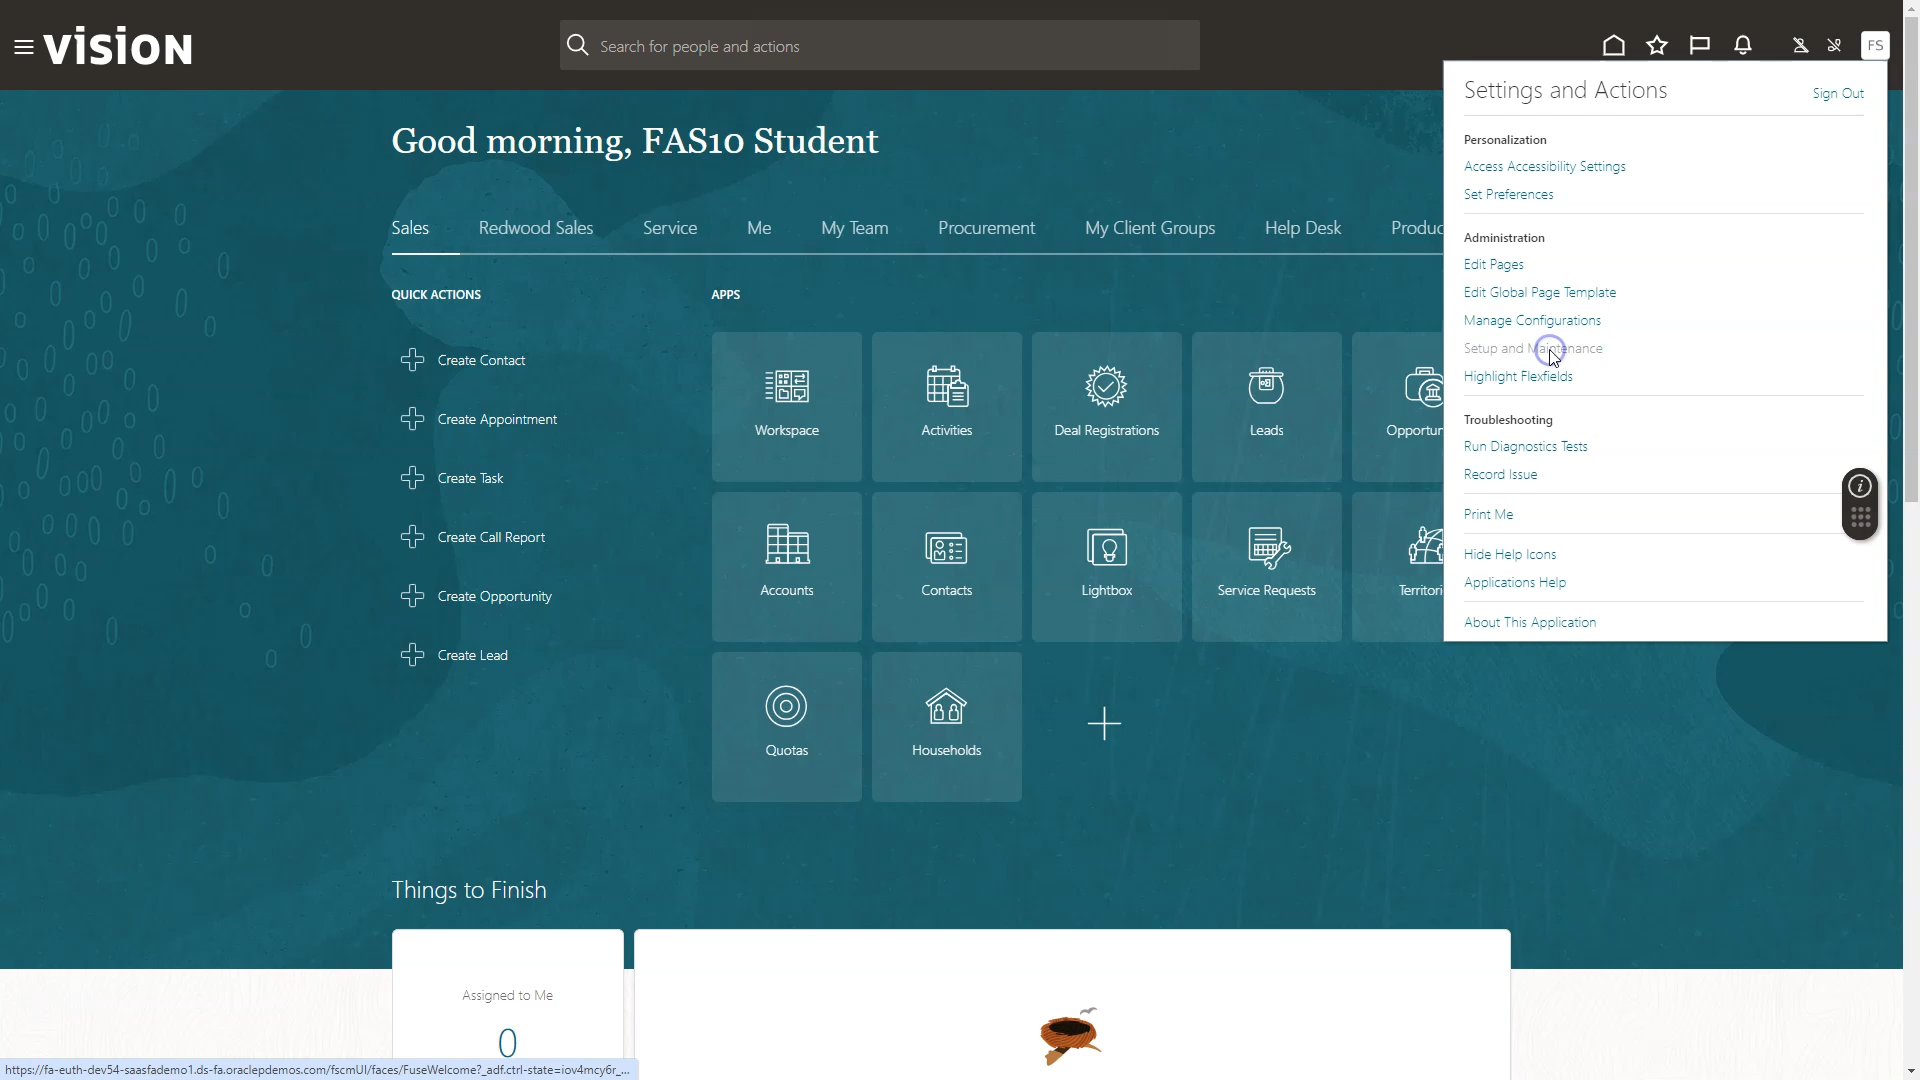 vision
Search for people and actions
FS
Good morning, FAS10 Student
Sales
Redwood Sales
Service
Me
My Team
Procurement
My Client Groups
Help Desk
Produc
QUICK ACTIONS
Create Contact
Create Appointment
Create Task
Create Call Report
Create Opportunity
Create Lead
APPS
Workspace
Activities
Deal Registrations
Leads
Opportun
Accounts
Contacts
Lightbox
Service Requests
Territori
Quotas
Households
Settings and Actions
Sign Out
Personalization
Access Accessibility Settings
Set Preferences
Administration
Edit Pages
Edit Global Page Template
Manage Configurations
Setup and Maintenance
Highlight Flexfields
Troubleshooting
Run Diagnostics Tests
Record Issue
Print Me
Hide Help Icons
Applications Help
About This Application
Things to Finish
Assigned to Me
0
https://fa-euth-dev54-saasfademo1.ds-fa.oraclepdemos.com/fscmUI/faces/FuseWelcome?_adf.ctrl-state=iov4mcy6r_...